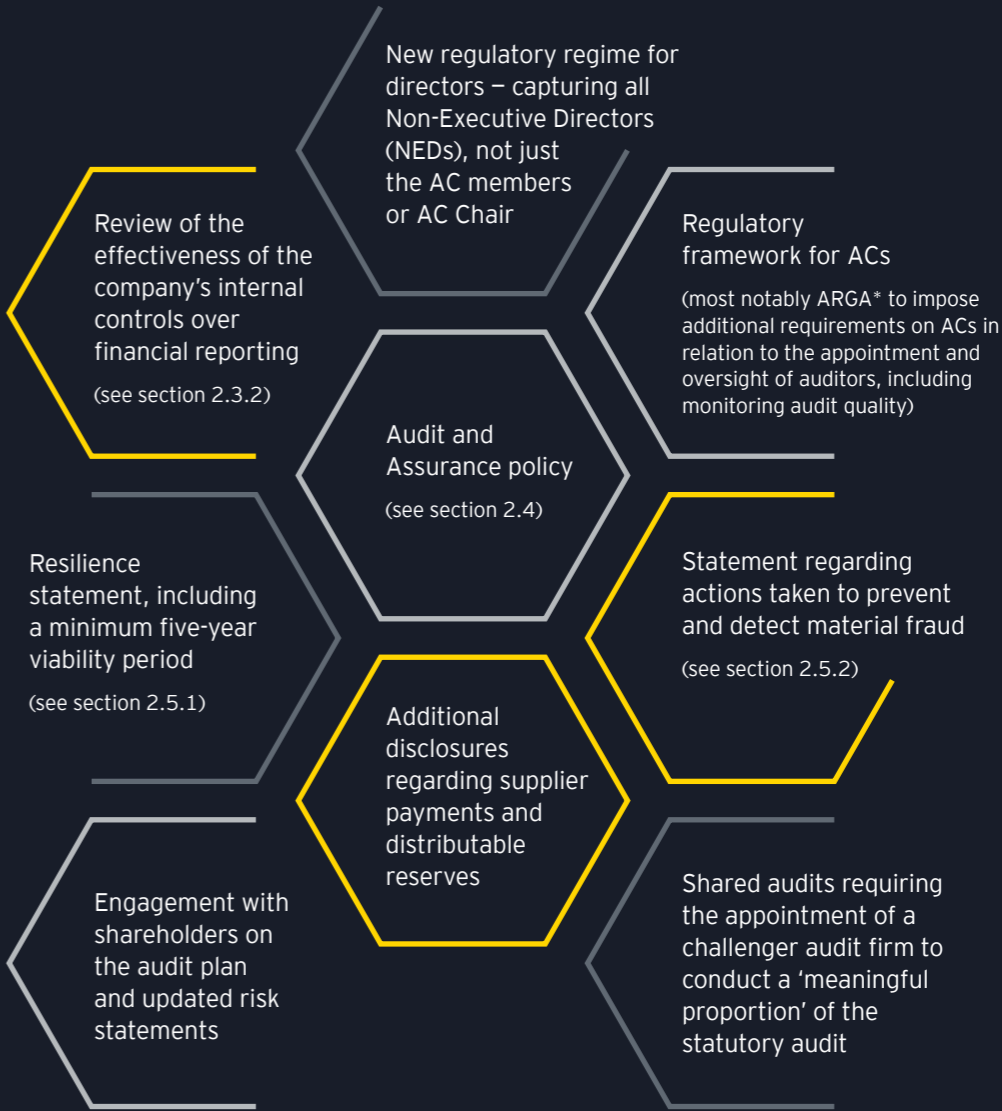 New regulatory regime for
directors – capturing all
Non-Executive Directors
(NEDs), not just
the AC members
or AC Chair
Review of the
effectiveness of the
company’s internal
controls over
financial reporting
(see section 2.3.2)
Regulatory
framework for ACs
(most notably ARGA* to impose
additional requirements on ACs in
relation to the appointment and
oversight of auditors, including
monitoring audit quality)
Audit and
Assurance policy
(see section 2.4)
Resilience
statement, including
a minimum five-year
viability period
(see section 2.5.1)
Statement regarding
actions taken to prevent
and detect material fraud
(see section 2.5.2)
Additional
disclosures
regarding supplier
payments and
distributable
reserves
Engagement with
shareholders on
the audit plan
and updated risk
statements
Shared audits requiring
the appointment of a
challenger audit firm to
conduct a ‘meaningful
proportion’ of the
statutory audit